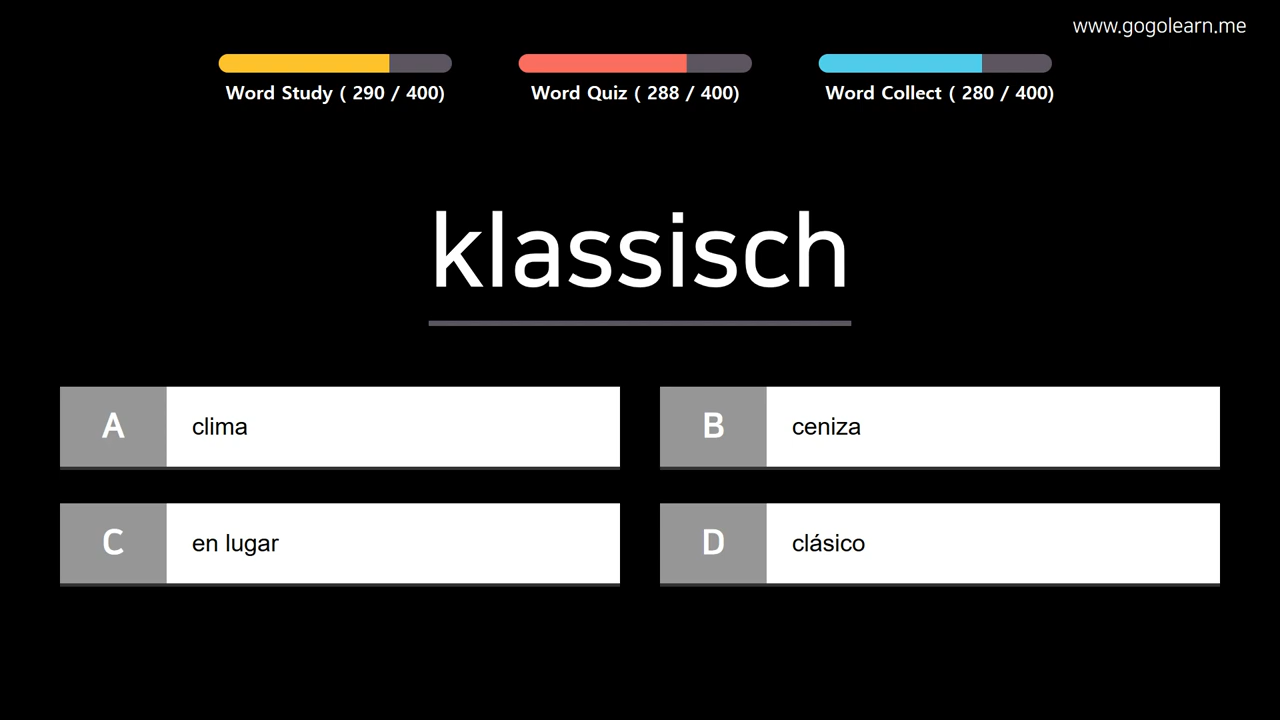 www.gogolearn.me
Word Study ( 290 / 400)
Word Quiz ( 288 / 400)
Word Collect ( 280 / 400)
klassisch
A
clima
B
ceniza
C
en lugar
D
clásico